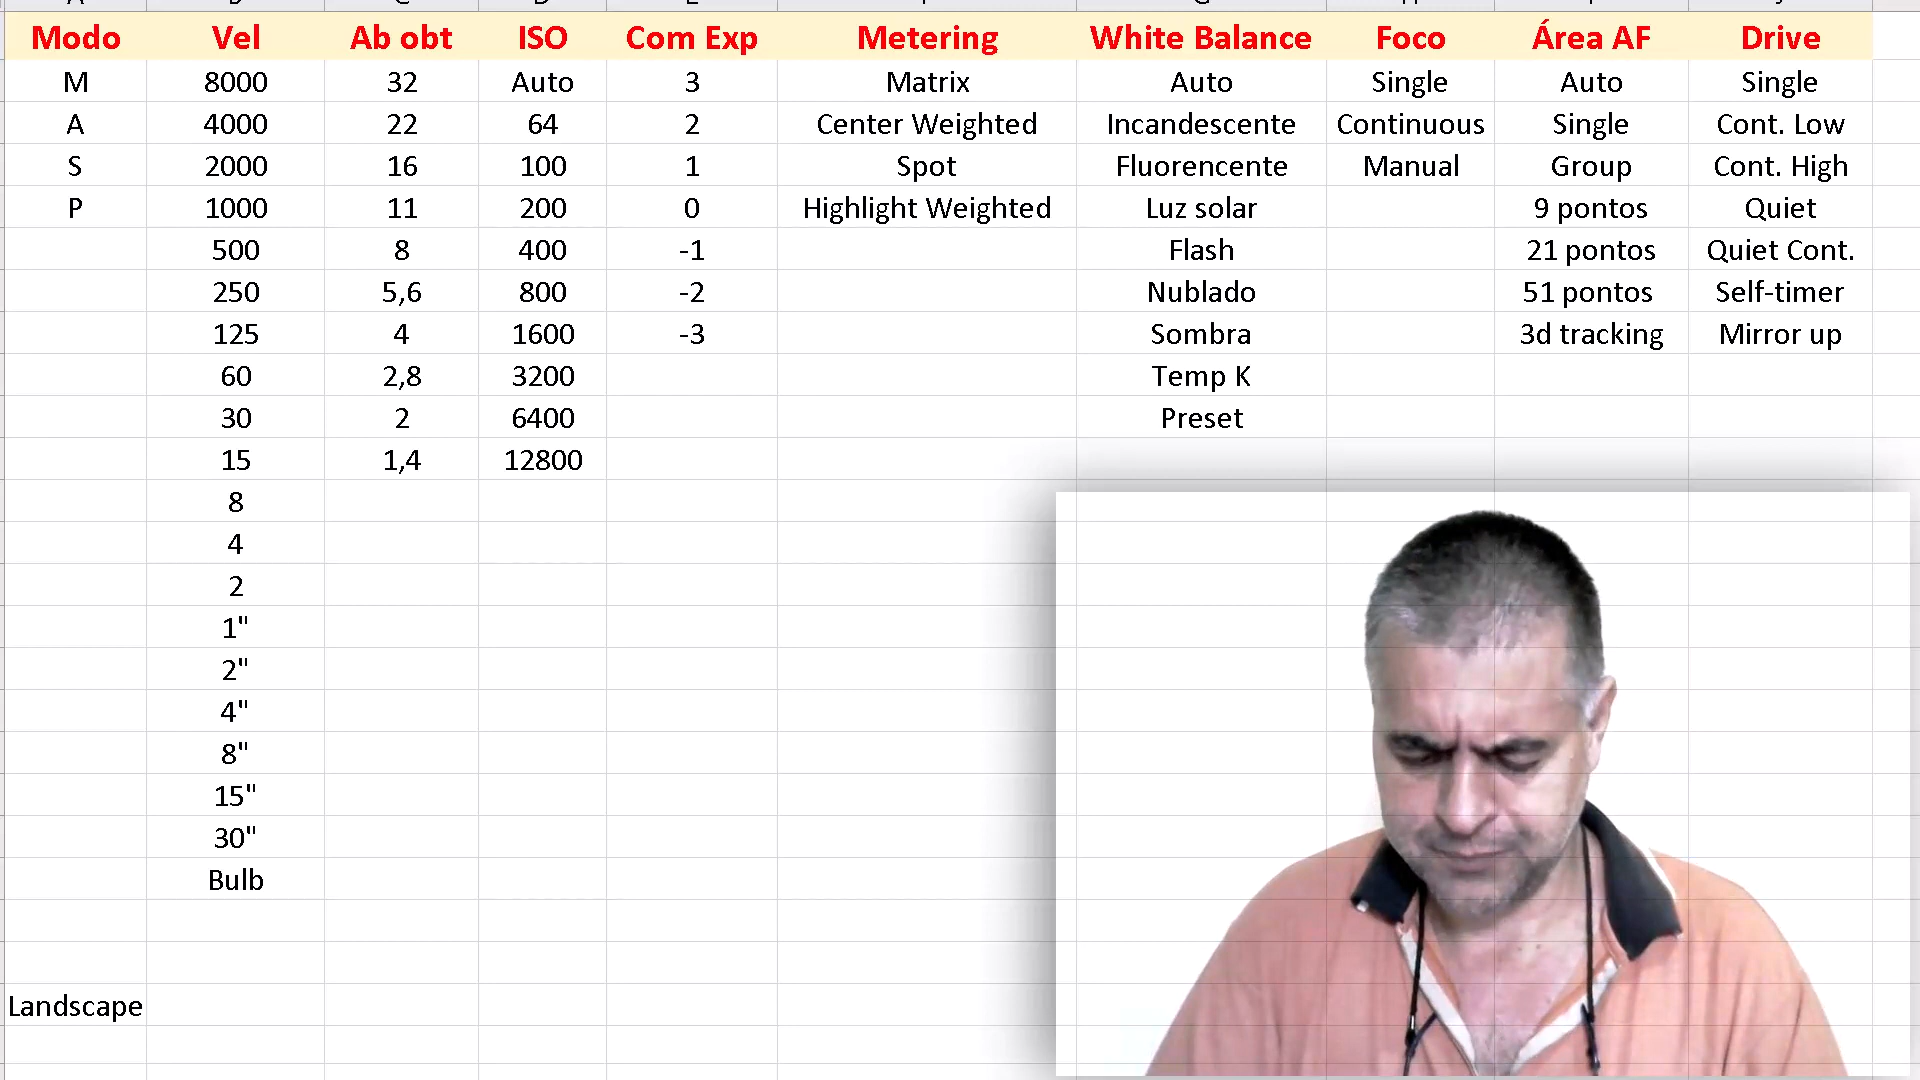 Modo Vel Ab obt ISO Com Exp Metering White Balance Foco Área AF Drive
M 8000 32 Auto 3 Matrix Auto Single Auto Single
A 4000 22 64 2 Center Weighted Incandescente Continuous Single Cont. Low
S 2000 16 100 1 Spot Fluorencente Manual Group Cont. High
P 1000 11 200 0 Highlight Weighted Luz solar 9 pontos Quiet
500 8 400 -1 Flash 21 pontos Quiet Cont.
250 5,6 800 -2 Nublado 51 pontos Self-timer
125 4 1600 -3 Sombra 3d tracking Mirror up
60 2,8 3200 Temp K
30 2 6400 Preset
15 1,4 12800
8
4
2
1"
2"
4"
8"
15"
30"
Bulb
Landscape